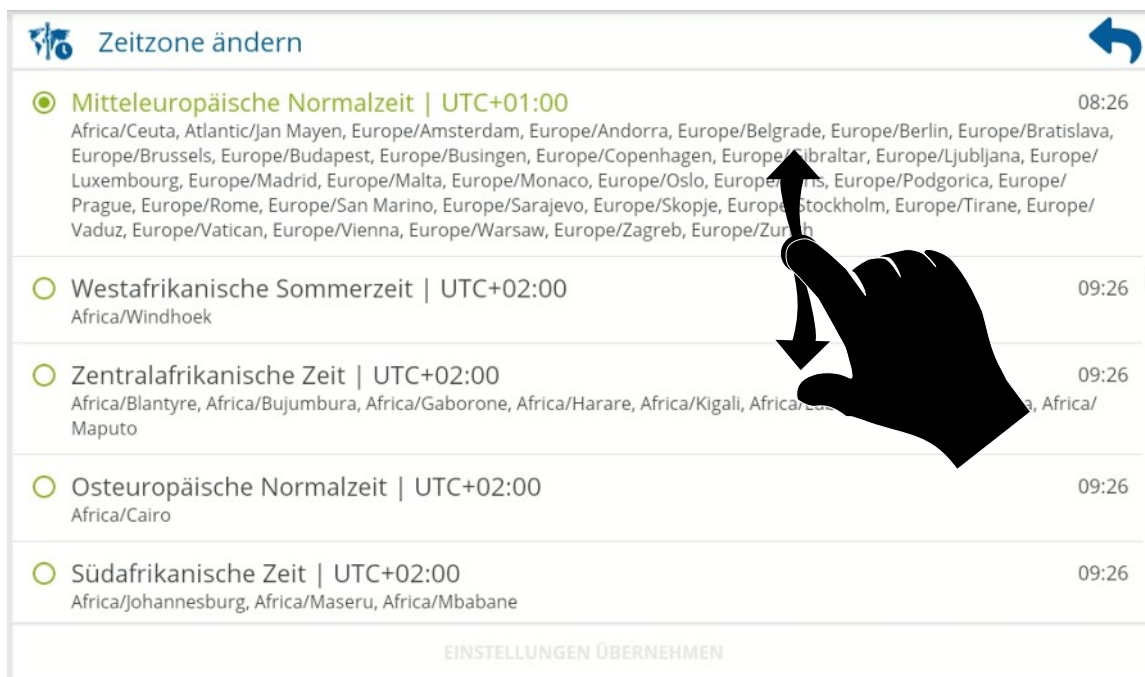 Zeitzone ändern
Mitteleuropäische Normalzeit | UTC+01:00 08:26
Africa/Ceuta, Atlantic/Jan Mayen, Europe/Amsterdam, Europe/Andorra, Europe/Belgrade, Europe/Berlin, Europe/Bratislava,
Europe/Brussels, Europe/Budapest, Europe/Busingen, Europe/Copenhagen, Europe/Gibraltar, Europe/Ljubljana, Europe/
Luxembourg, Europe/Madrid, Europe/Malta, Europe/Monaco, Europe/Oslo, Europe/Podgorica, Europe/
Prague, Europe/Rome, Europe/San Marino, Europe/Sarajevo, Europe/Skopje, Europe/Stockholm, Europe/Tirane, Europe/
Vaduz, Europe/Vatican, Europe/Vienna, Europe/Warsaw, Europe/Zagreb, Europe/Zurich
Westafrikanische Sommerzeit | UTC+02:00 09:26
Africa/Windhoek
Zentralafrikanische Zeit | UTC+02:00 09:26
Africa/Blantyre, Africa/Bujumbura, Africa/Gaborone, Africa/Harare, Africa/Kigali, Africa/
Maputo
Osteuropäische Normalzeit | UTC+02:00 09:26
Africa/Cairo
Südafrikanische Zeit | UTC+02:00 09:26
Africa/Johannesburg, Africa/Maseru, Africa/Mbabane
EINSTELLUNGEN ÜBERNEHMEN